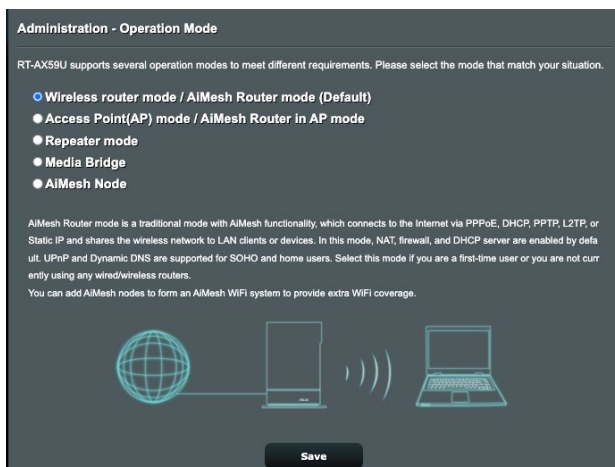 Administration - Operation Mode
RT-AX59U supports several operation modes to meet different requirements. Please select the mode that match your situation.
Wireless router mode / AiMesh Router mode (Default)
Access Point(AP) mode / AiMesh Router in AP mode
Repeater mode
Media Bridge
AiMesh Node
AiMesh Router mode is a traditional mode with AiMesh functionality, which connects to the Internet via PPPoE, DHCP, PPTP, L2TP, or
Static IP and shares the wireless network to LAN clients or devices. In this mode, NAT, firewall, and DHCP server are enabled by defa
ult. UPnP and Dynamic DNS are supported for SOHO and home users. Select this mode if you are a first-time user or you are not curr
ently using any wired/wireless routers.
You can add AiMesh nodes to form an AiMesh WiFi system to provide extra WiFi coverage.
Save